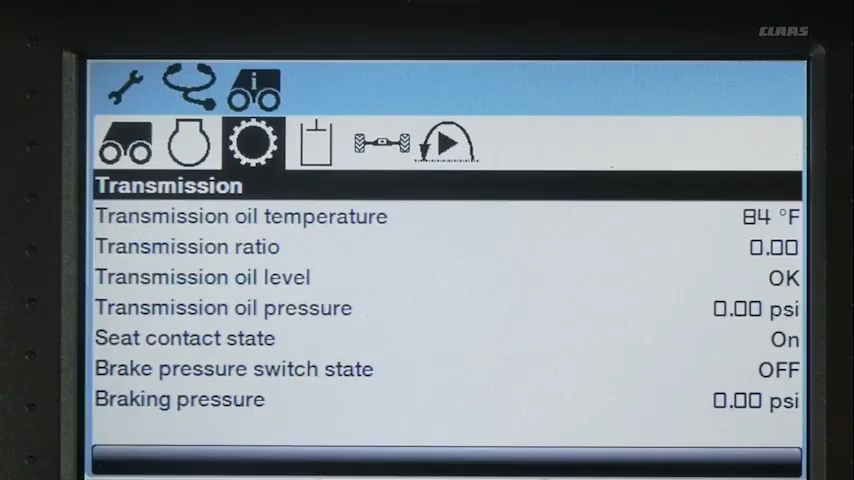 CLAAS
i
Transmission
Transmission oil temperature 84 °F
Transmission ratio 0.00
Transmission oil level OK
Transmission oil pressure 0.00 psi
Seat contact state On
Brake pressure switch state OFF
Braking pressure 0.00 psi